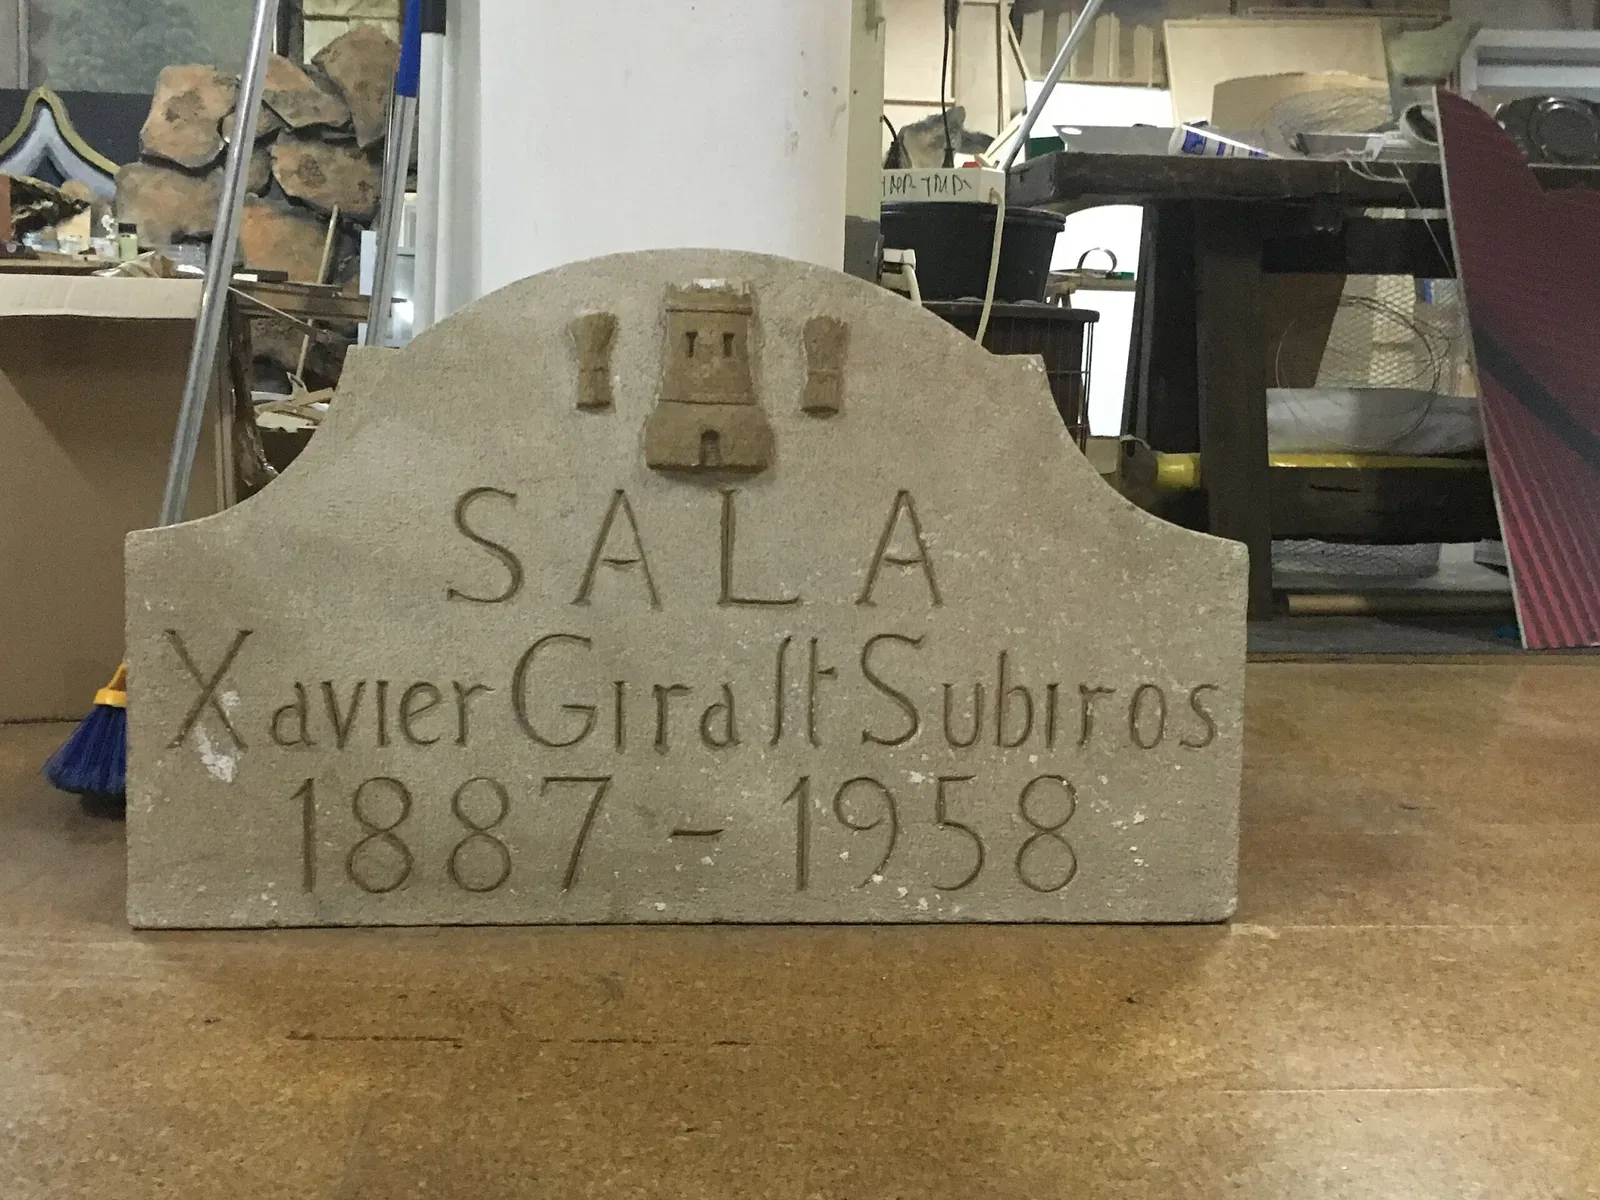 SALA
Xavier Giralt Subiros
1887 - 1958